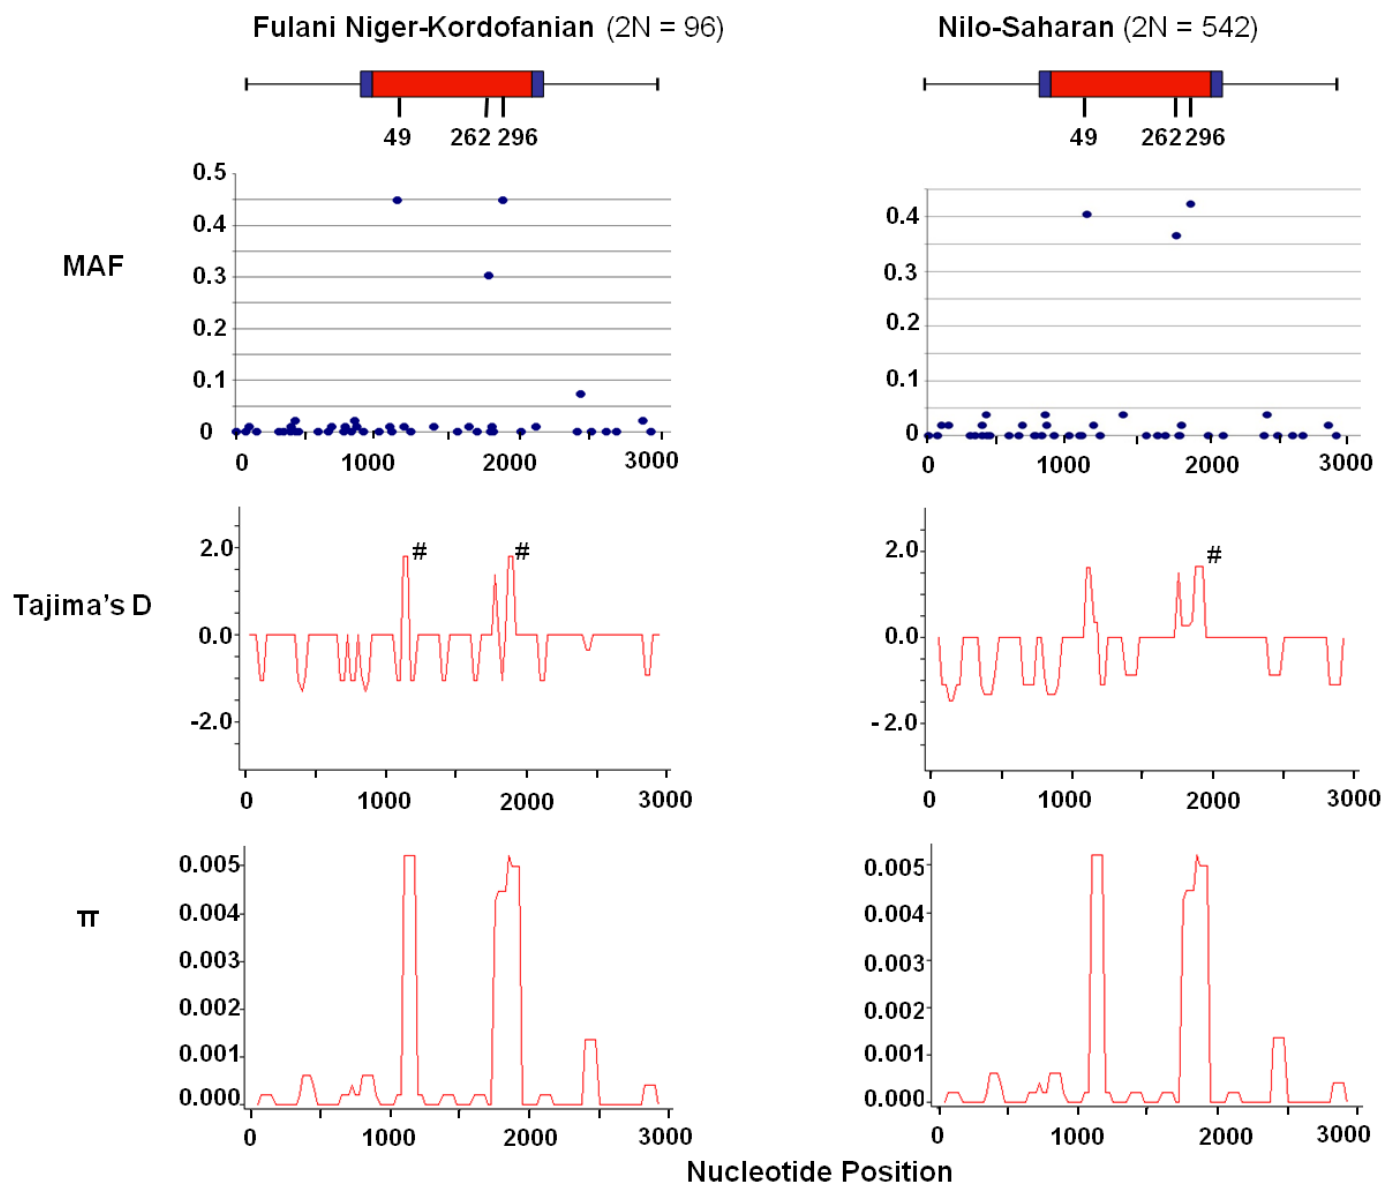 Fulani Niger-Kordofanian (2N = 96)
Nilo-Saharan (2N = 542)
49 262 296
49 262 296
MAF
0.5
0.4
0.3
0.2
0.1
0
0 1000 2000 3000
0.4
0.3
0.2
0.1
0
0 1000 2000 3000
Tajima's D
2.0
0.0
-2.0
# #
0 1000 2000 3000
2.0
0.0
- 2.0
#
0 1000 2000 3000
π
0.005
0.004
0.003
0.002
0.001
0.000
0 1000 2000 3000
0.005
0.004
0.003
0.002
0.001
0.000
0 1000 2000 3000
Nucleotide Position